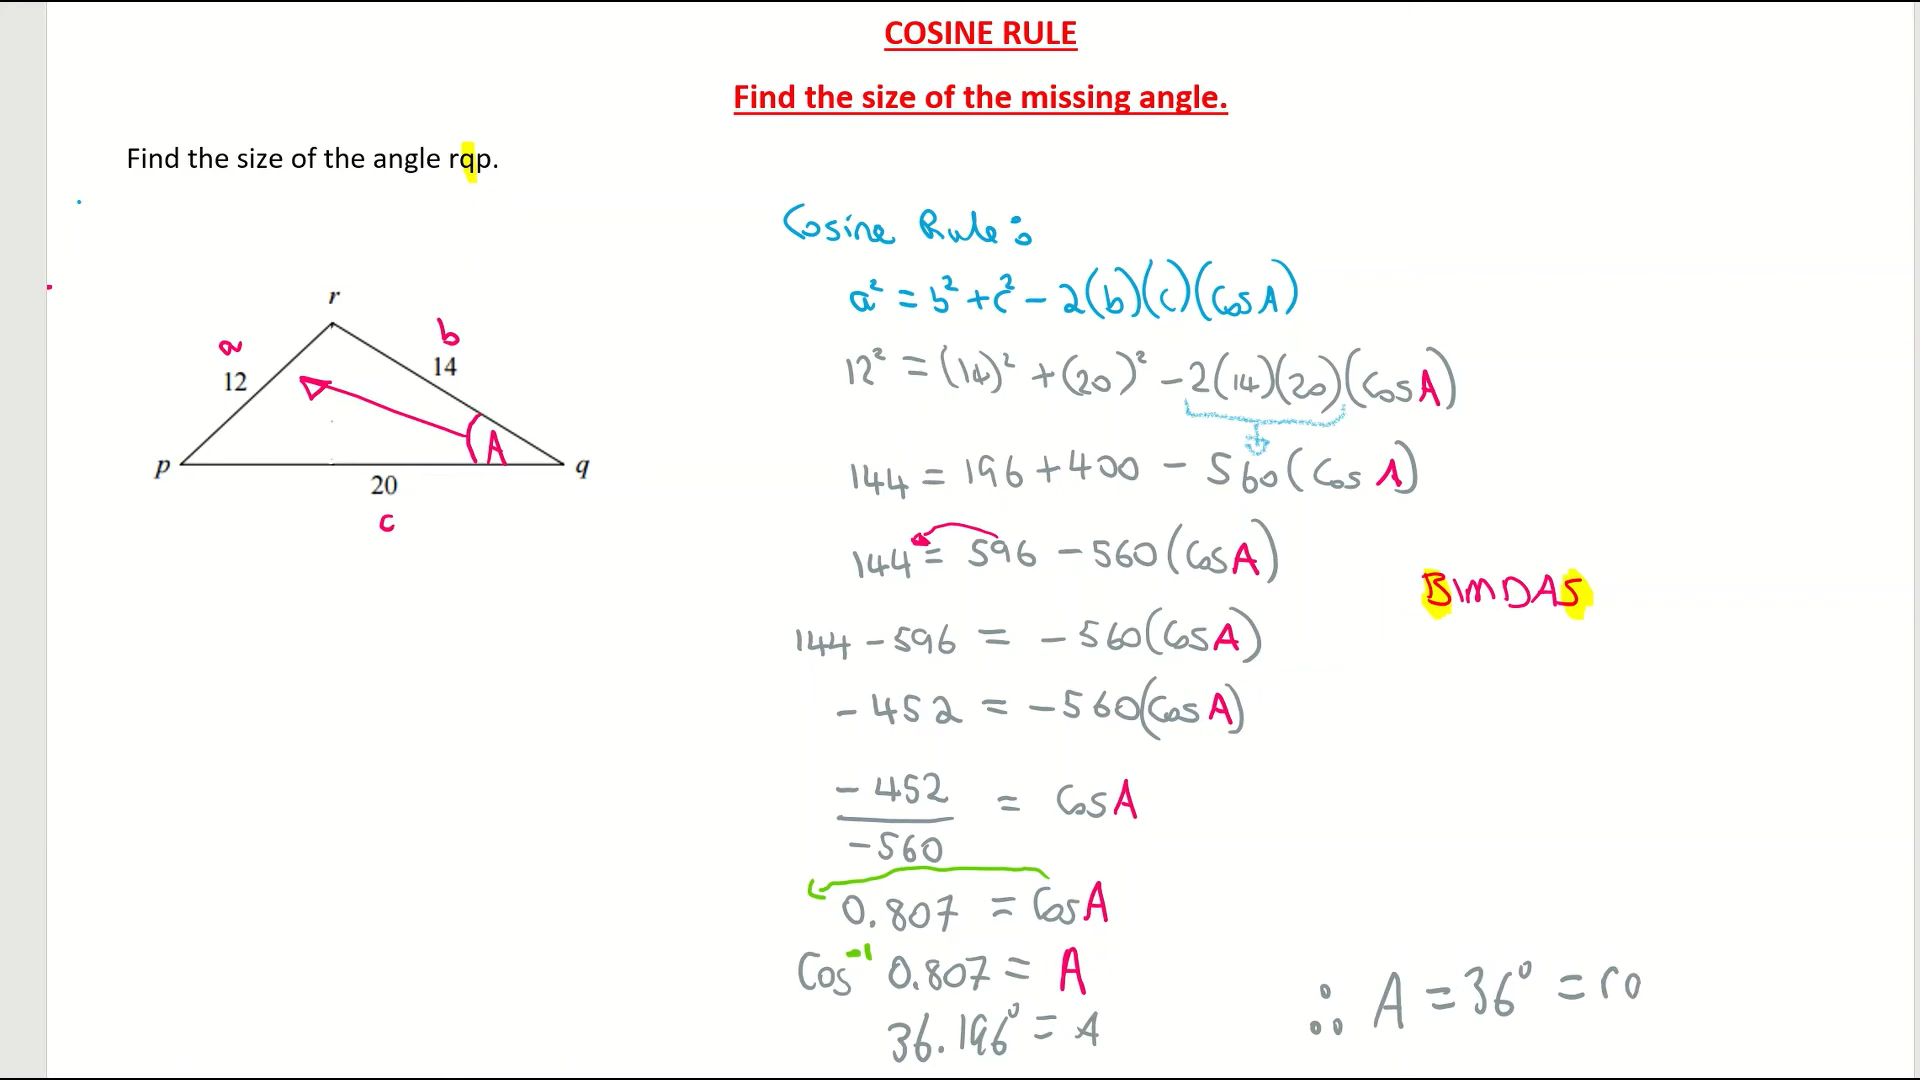 COSINE RULE
Find the size of the missing angle.
Find the size of the angle rqp.
Cosine Rule:
a² = b² + c² - 2(b)(c)(Cos A)
r
a
b
12
14
A
p
q
20
c
12² = (14)² + (20)² - 2(14)(20)(Cos A)
144 = 196 + 400 - 560(Cos A)
144 = 596 - 560(Cos A)
BIMDAS
144 - 596 = -560(Cos A)
-452 = -560(Cos A)
-452
-560
= Cos A
0.807 = Cos A
Cos⁻¹ 0.807 = A
36.196° = A
∴ A = 36° = ro